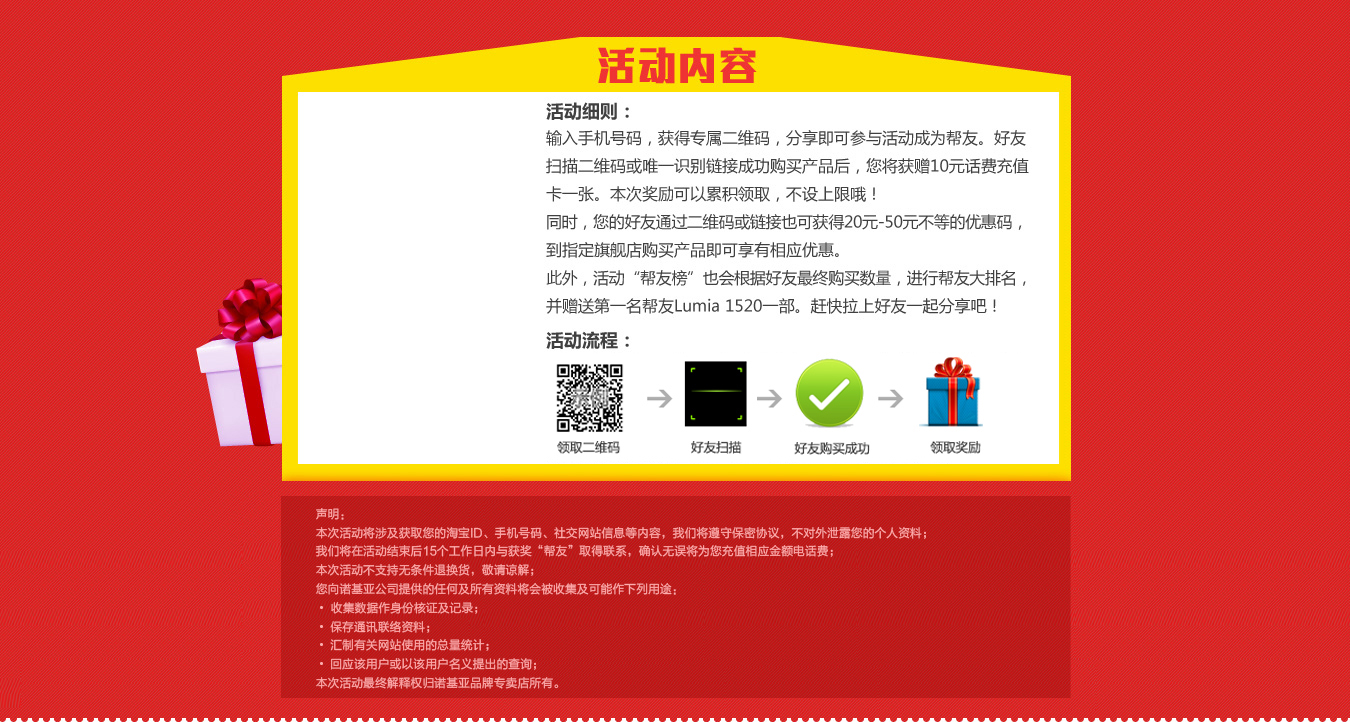 活动内容
活动细则：
输入手机号码，获得专属二维码，分享即可参与活动成为帮友。好友
扫描二维码或唯一识别链接成功购买产品后，您将获赠10元话费充值
卡一张。本次奖励可以累积领取，不设上限哦！
同时，您的好友通过二维码或链接也可获得20元-50元不等的优惠码，
到指定旗舰店购买产品即可享有相应优惠。
此外，活动“帮友榜”也会根据好友最终购买数量，进行帮友大排名，
并赠送第一名帮友Lumia 1520一部。赶快拉上好友一起分享吧！
活动流程：
示例
领取二维码
好友扫描
好友购买成功
领取奖励
声明：
本次活动将涉及获取您的淘宝ID、手机号码、社交网站信息等内容，我们将遵守保密协议，不对外泄露您的个人资料；
我们将在活动结束后15个工作日内与获奖“帮友”取得联系，确认无误将为您充值相应金额电话费；
本次活动不支持无条件退换货，敬请谅解；
您向诺基亚公司提供的任何及所有资料将会被收集及可能作下列用途：
• 收集数据作身份核证及记录；
• 保存通讯联络资料；
• 汇制有关网站使用的总量统计；
• 回应该用户或以该用户名义提出的查询；
本次活动最终解释权归诺基亚品牌专卖店所有。